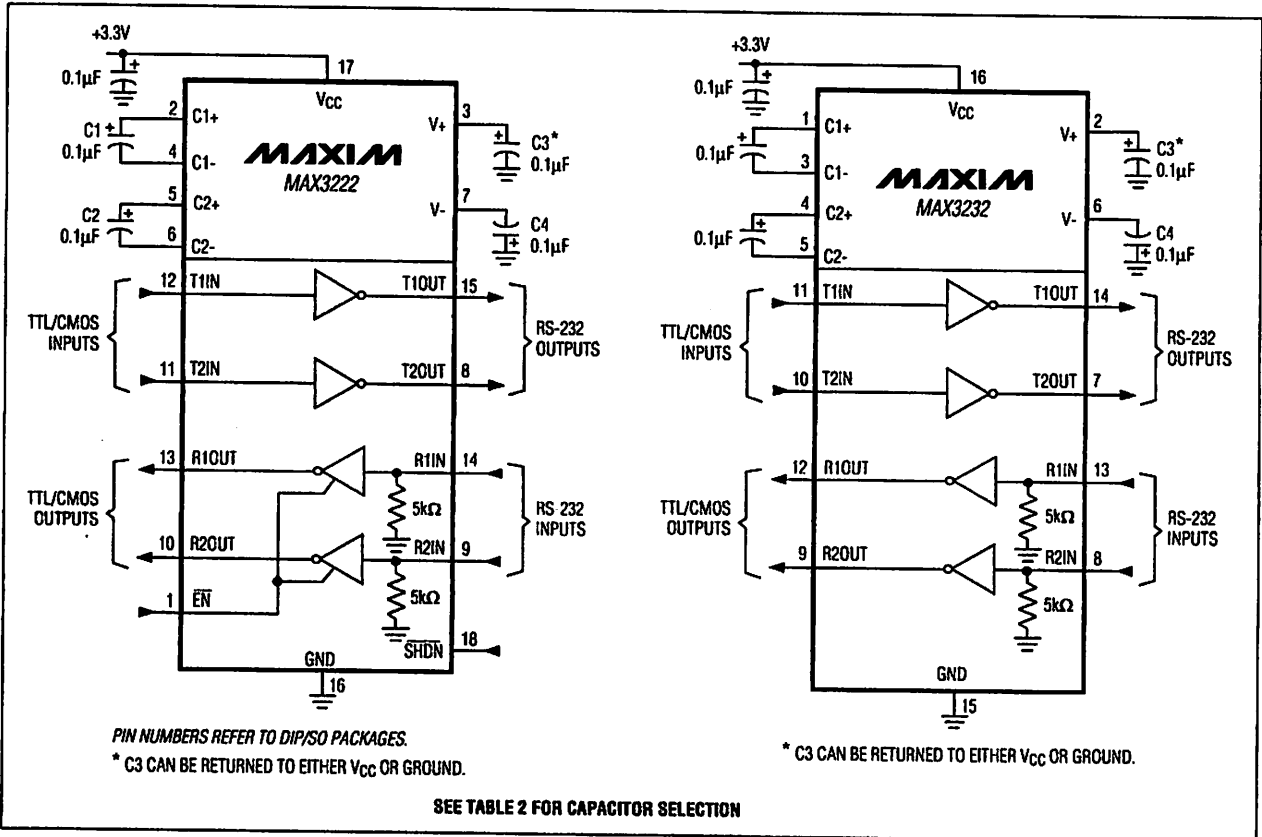 +3.3V
0.1µF
+
17
VCC
2
C1+
C1
+
0.1µF
4
C1-
5
C2+
C2
+
0.1µF
6
C2-
MAXIM
MAX3222
3
V+
+
C3*
0.1µF
7
V-
C4
+
0.1µF
12
T1IN
T1OUT
15
TTL/CMOS
INPUTS
RS-232
OUTPUTS
11
T2IN
T2OUT
8
13
R1OUT
R1IN
14
5kΩ
TTL/CMOS
OUTPUTS
RS-232
INPUTS
10
R2OUT
R2IN
9
5kΩ
1
EN
SHDN
18
GND
16
PIN NUMBERS REFER TO DIP/SO PACKAGES.
* C3 CAN BE RETURNED TO EITHER VCC OR GROUND.
+3.3V
0.1µF
+
16
VCC
1
C1+
+
0.1µF
3
C1-
4
C2+
+
0.1µF
5
C2-
MAXIM
MAX3232
2
V+
+
C3*
0.1µF
6
V-
C4
+
0.1µF
11
T1IN
T1OUT
14
TTL/CMOS
INPUTS
RS-232
OUTPUTS
10
T2IN
T2OUT
7
12
R1OUT
R1IN
13
5kΩ
TTL/CMOS
OUTPUTS
RS-232
INPUTS
9
R2OUT
R2IN
8
5kΩ
GND
15
* C3 CAN BE RETURNED TO EITHER VCC OR GROUND.
SEE TABLE 2 FOR CAPACITOR SELECTION